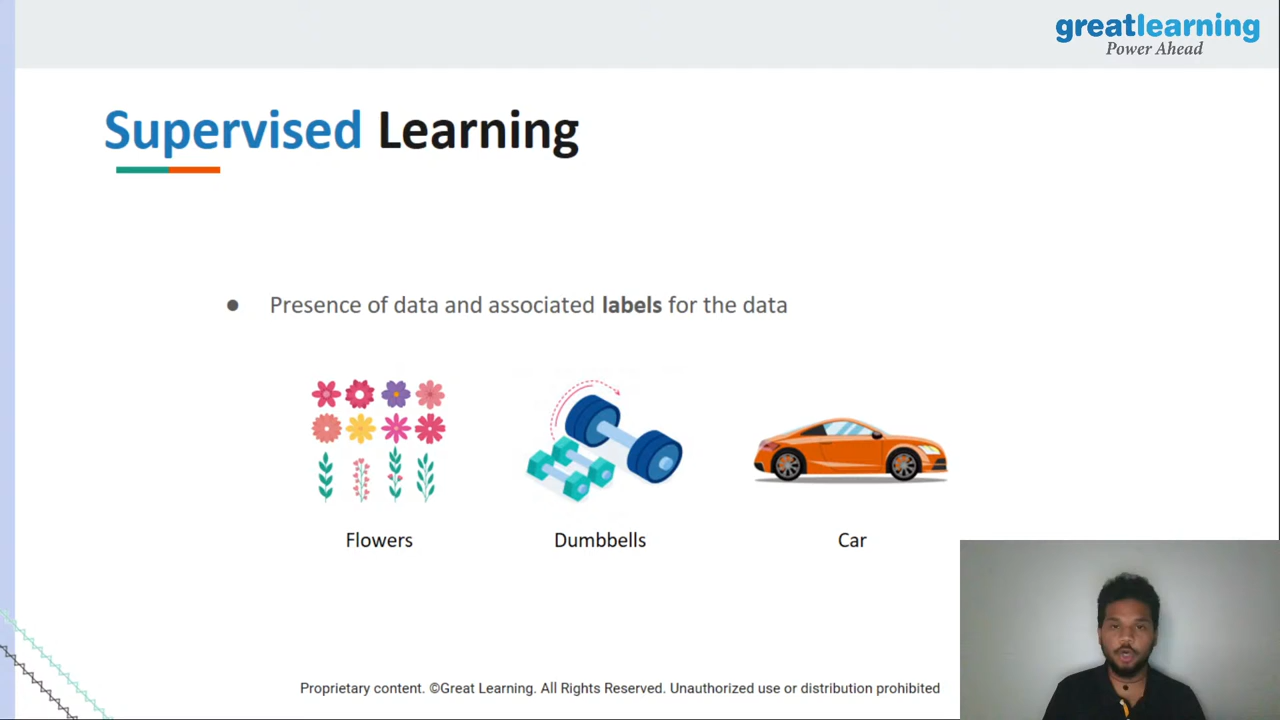 greatlearning
Power Ahead
Supervised Learning
● Presence of data and associated labels for the data
Flowers
Dumbbells
Car
Proprietary content. ©Great Learning. All Rights Reserved. Unauthorized use or distribution prohibited